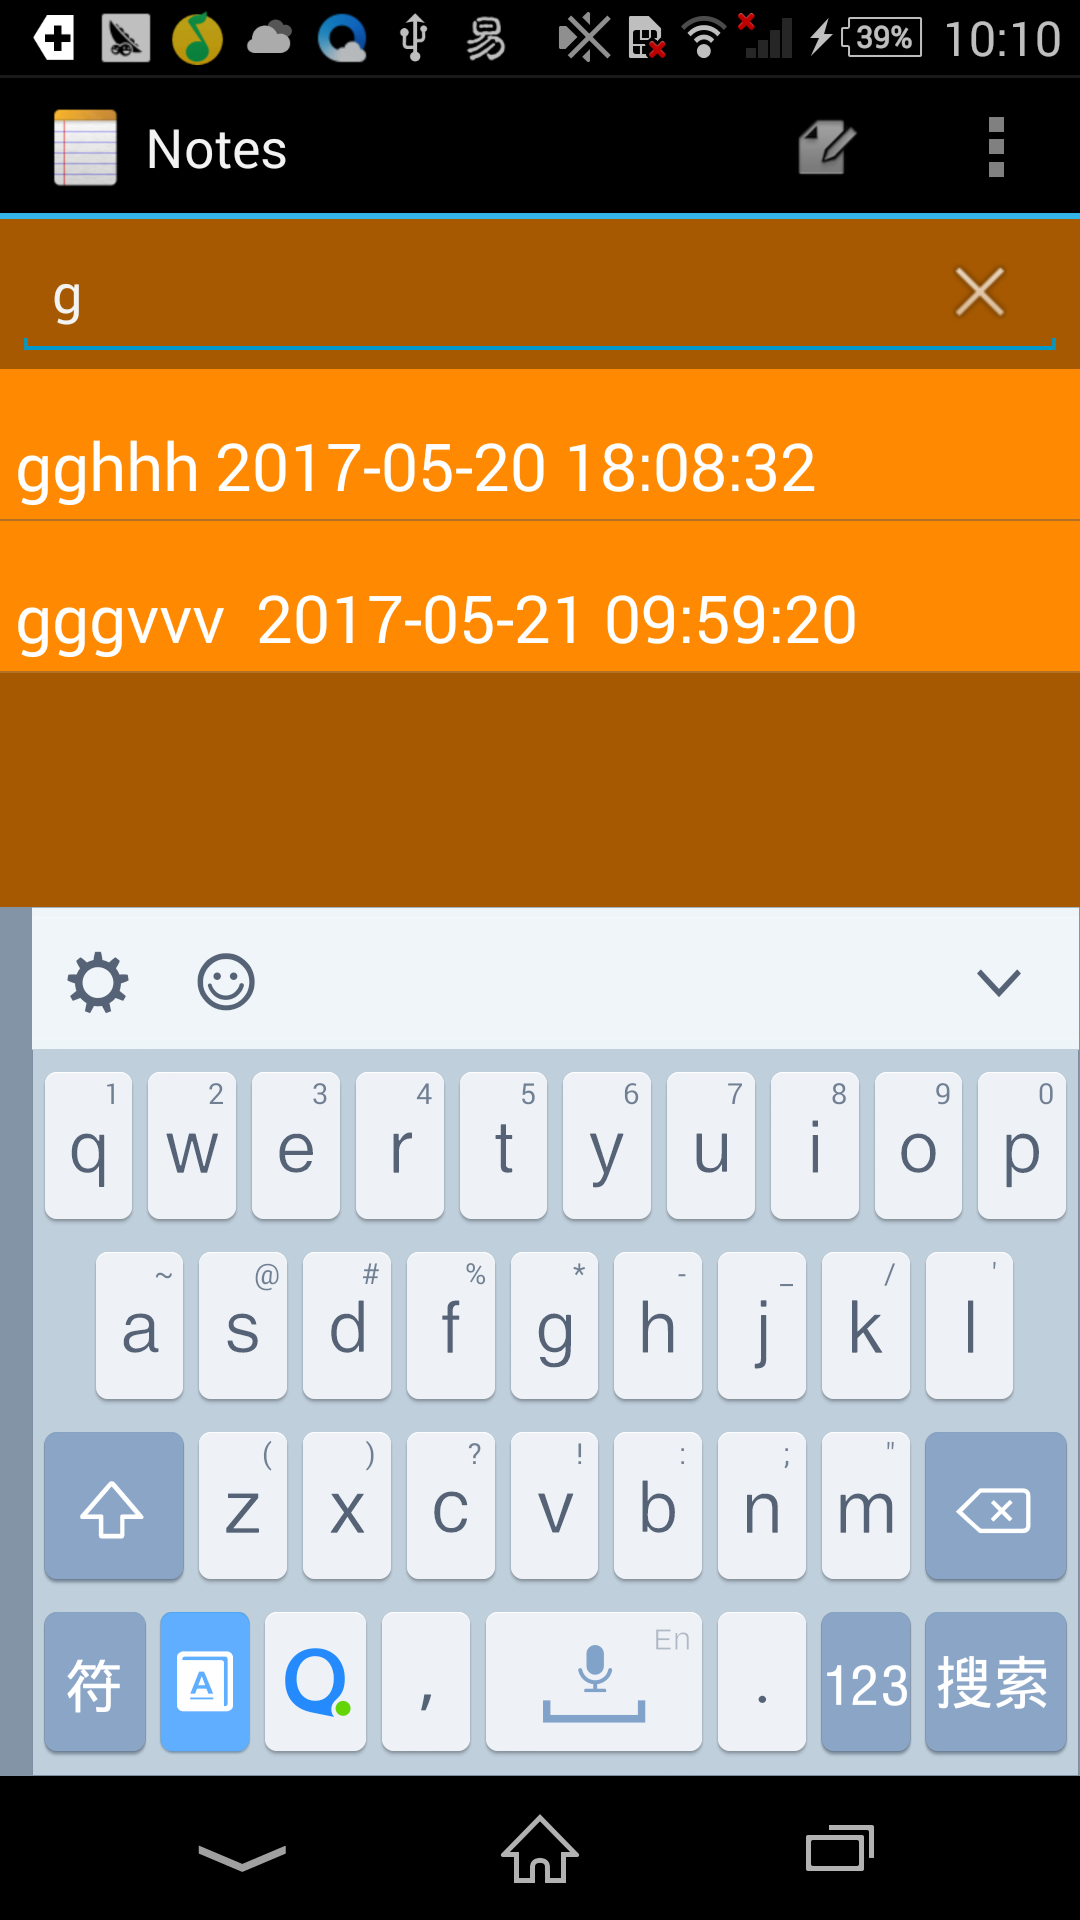 易 39% 10:10
Notes
g
gghhh 2017-05-20 18:08:32
gggvvv 2017-05-21 09:59:20
1 2 3 4 5 6 7 8 9 0
q w e r t y u i o p
~ @ # % * - _ / '
a s d f g h j k l
( ) ? ! : ; "
z x c v b n m
En
符 A Q , . 123 搜索